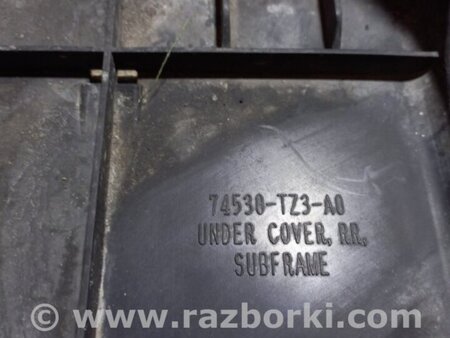 74530-TZ3-A0
UNDER COVER, RR,
SUBFRAME
© www.razborki.com